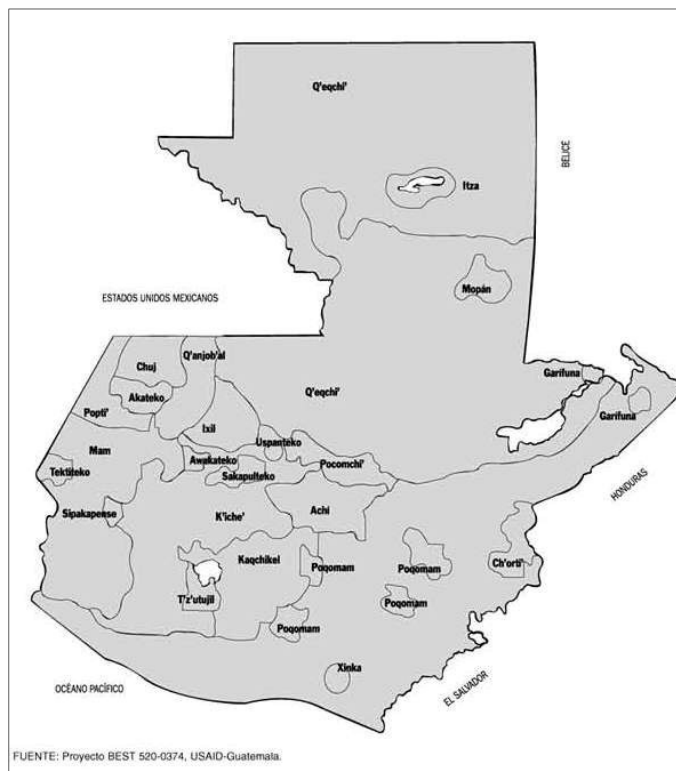 Q'eqchi'
BELICE
Itza
Mopán
ESTADOS UNIDOS MEXICANOS
Q'anjob'al
Chuj
Garífuna
Akateko
Q'eqchi'
Popti'
Garífuna
Ixil
Uspanteko
Mam
Awakateko
Pocomchi'
Tektiteko
Sakapulteko
HONDURAS
Sipakapense
K'iche'
Achi
Kaqchikel
Poqomam
Poqomam
Ch'orti'
T'z'utujil
Poqomam
Poqomam
Xinka
OCÉANO PACÍFICO
EL SALVADOR
FUENTE: Proyecto BEST 520-0374, USAID-Guatemala.